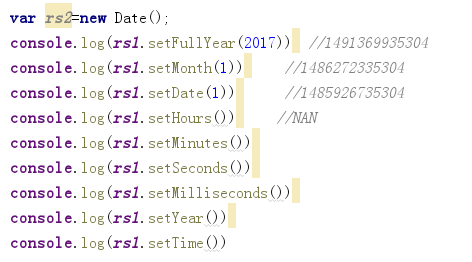 var rs2=new Date();
console.log(rs1.setFullYear(2017)) //1491369935304
console.log(rs1.setMonth(1)) //1486272335304
console.log(rs1.setDate(1)) //1485926735304
console.log(rs1.setHours()) //NAN
console.log(rs1.setMinutes())
console.log(rs1.setSeconds())
console.log(rs1.setMilliseconds())
console.log(rs1.setYear())
console.log(rs1.setTime())